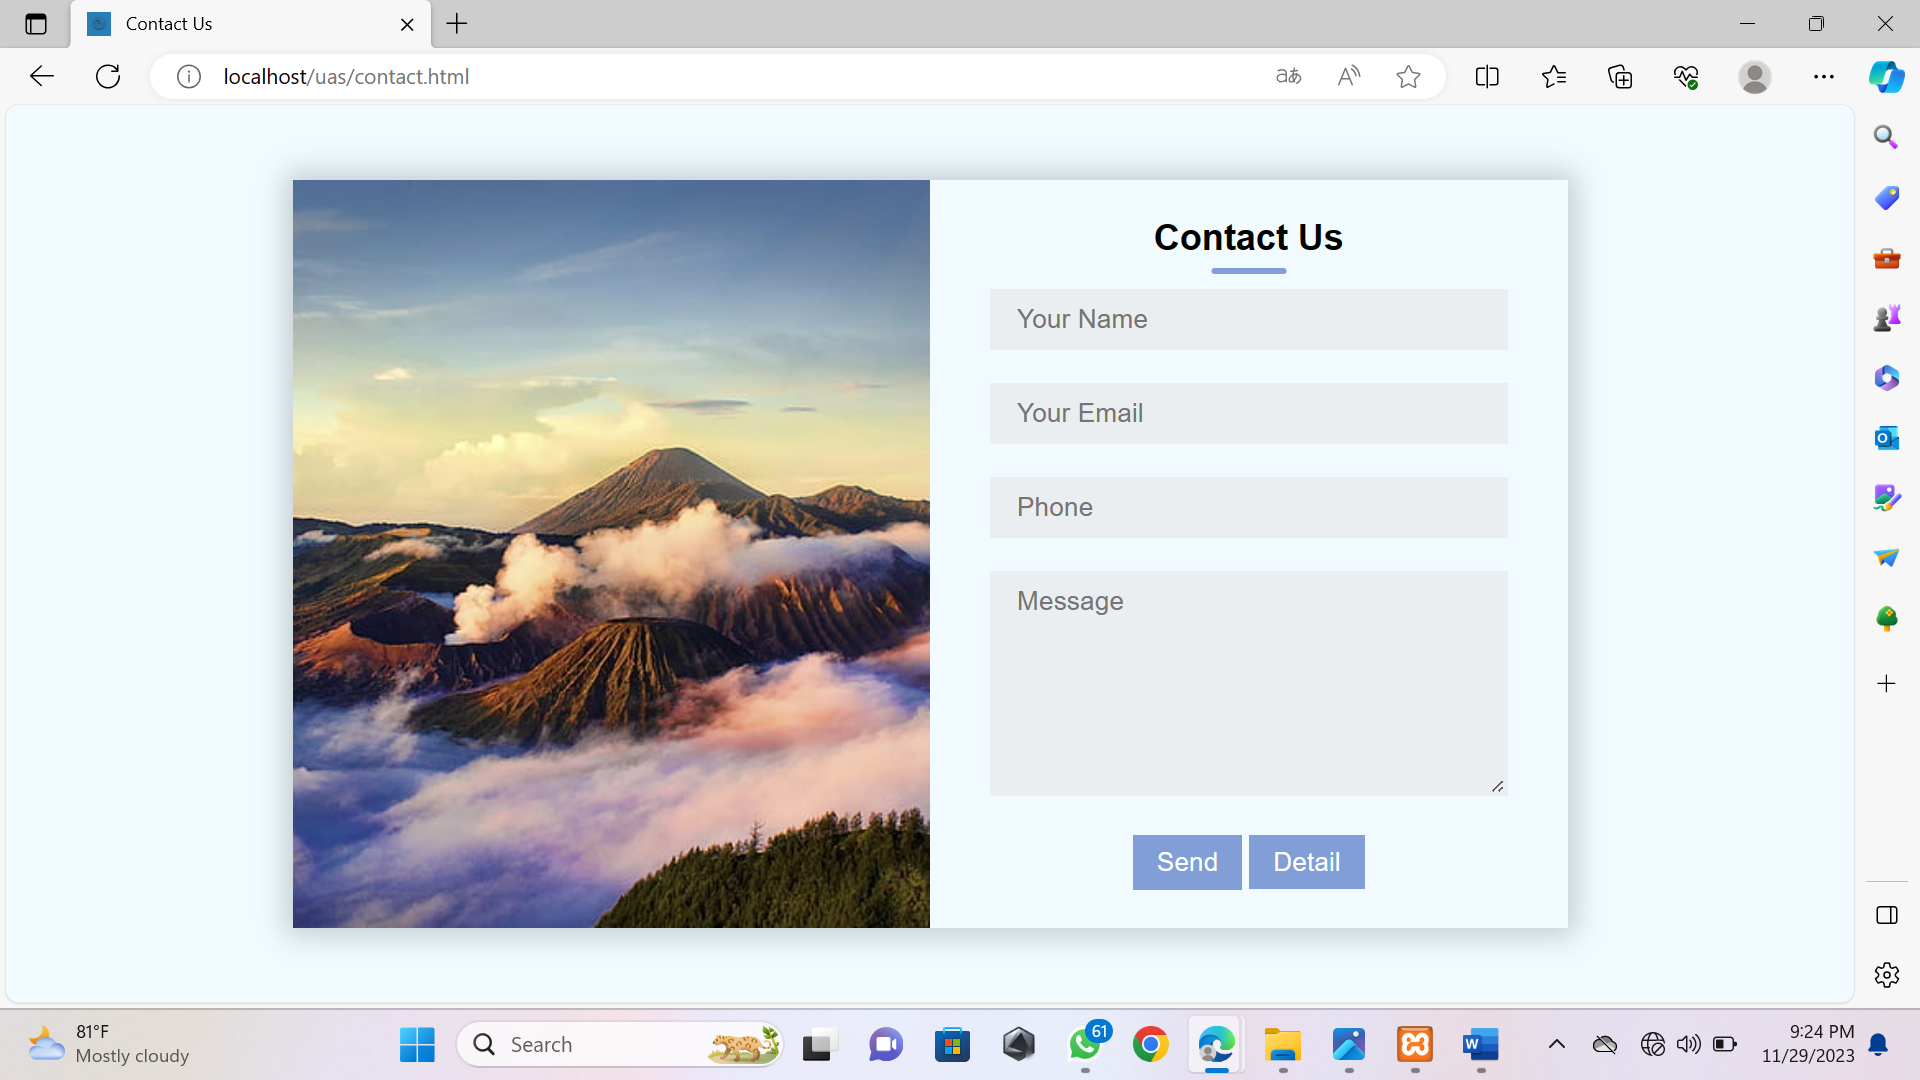 Contact Us
localhost/uas/contact.html
Contact Us
Your Name
Your Email
Phone
Message
Send Detail
81°F
Mostly cloudy
Search
61
9:24 PM
11/29/2023